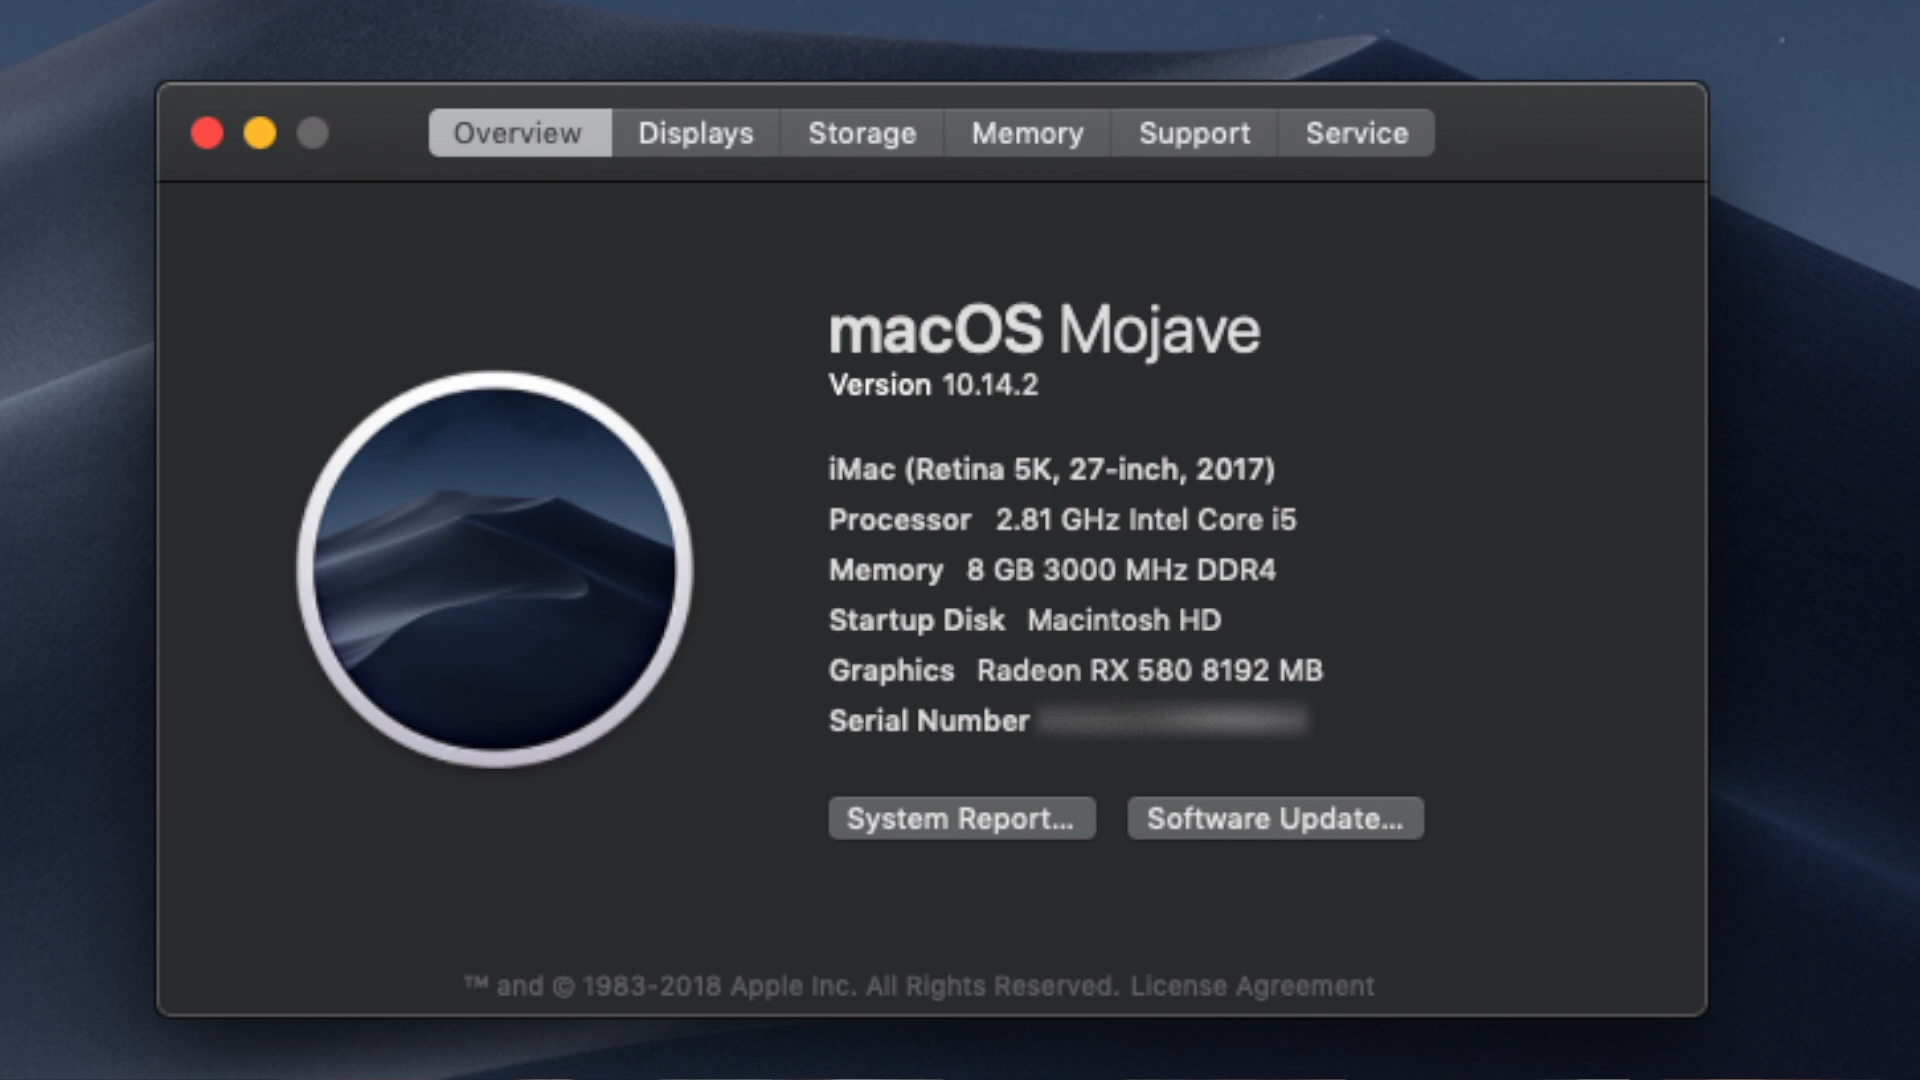 Overview Displays Storage Memory Support Service
macOS Mojave
Version 10.14.2
iMac (Retina 5K, 27-inch, 2017)
Processor 2.81 GHz Intel Core i5
Memory 8 GB 3000 MHz DDR4
Startup Disk Macintosh HD
Graphics Radeon RX 580 8192 MB
Serial Number
System Report... Software Update...
™ and © 1983-2018 Apple Inc. All Rights Reserved. License Agreement